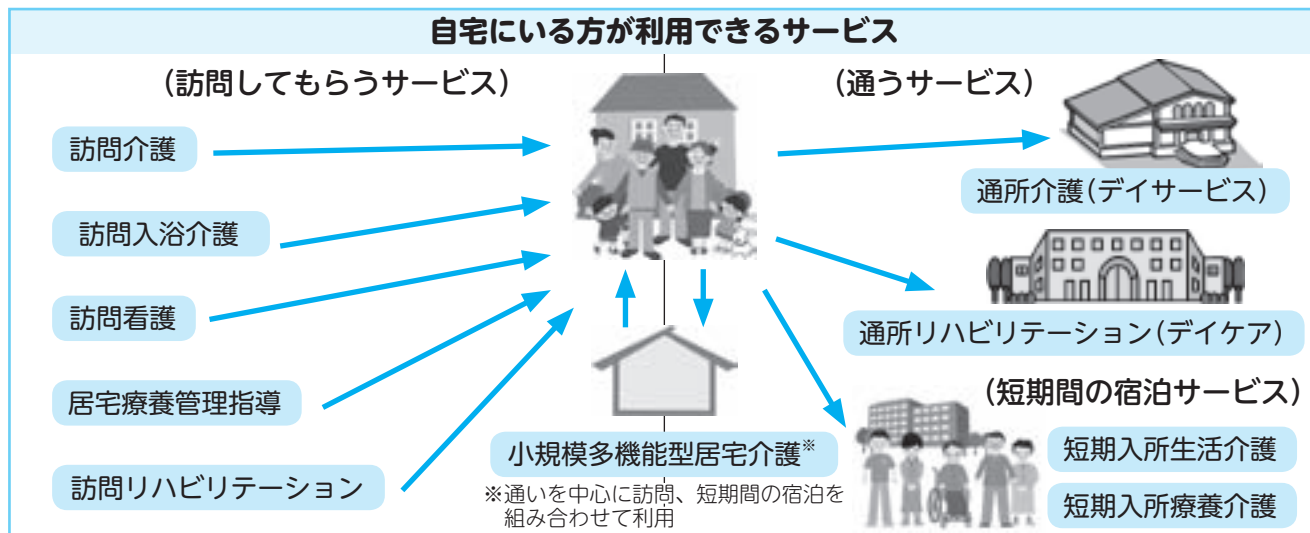 自宅にいる方が利用できるサービス
(訪問してもらうサービス)
訪問介護
訪問入浴介護
訪問看護
居宅療養管理指導
訪問リハビリテーション
小規模多機能型居宅介護※
※通いを中心に訪問、短期間の宿泊を
組み合わせて利用
(通うサービス)
通所介護(デイサービス)
通所リハビリテーション(デイケア)
(短期間の宿泊サービス)
短期入所生活介護
短期入所療養介護